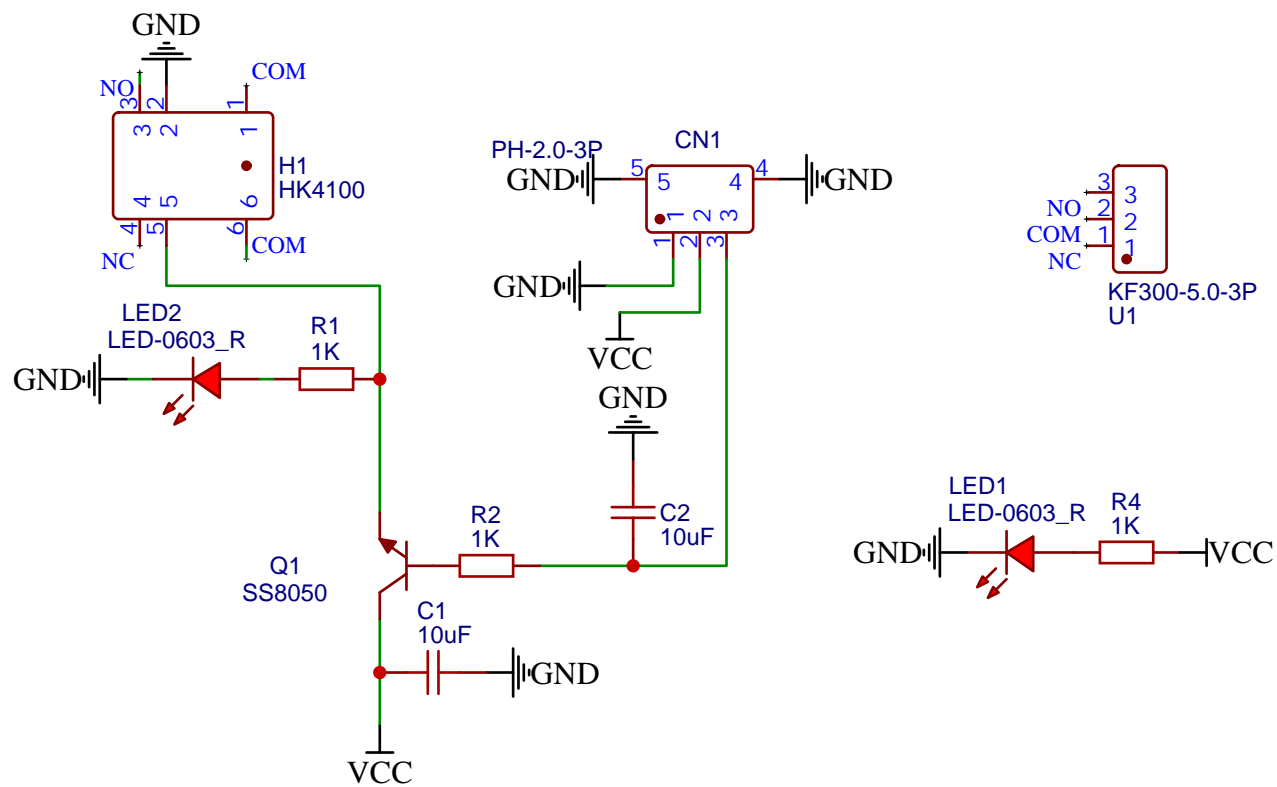 GND
NO
COM
3
2
1
3
2
1
H1
HK4100
4
5
6
4
5
6
NC
COM
PH-2.0-3P
CN1
GND
5
5
4
4
GND
1
2
3
1
2
3
GND
VCC
3
3
NO
2
2
COM
1
1
NC
KF300-5.0-3P
U1
LED2
LED-0603_R
R1
1K
GND
GND
C2
10uF
R2
1K
Q1
SS8050
C1
10uF
GND
VCC
LED1
LED-0603_R
R4
1K
GND
VCC